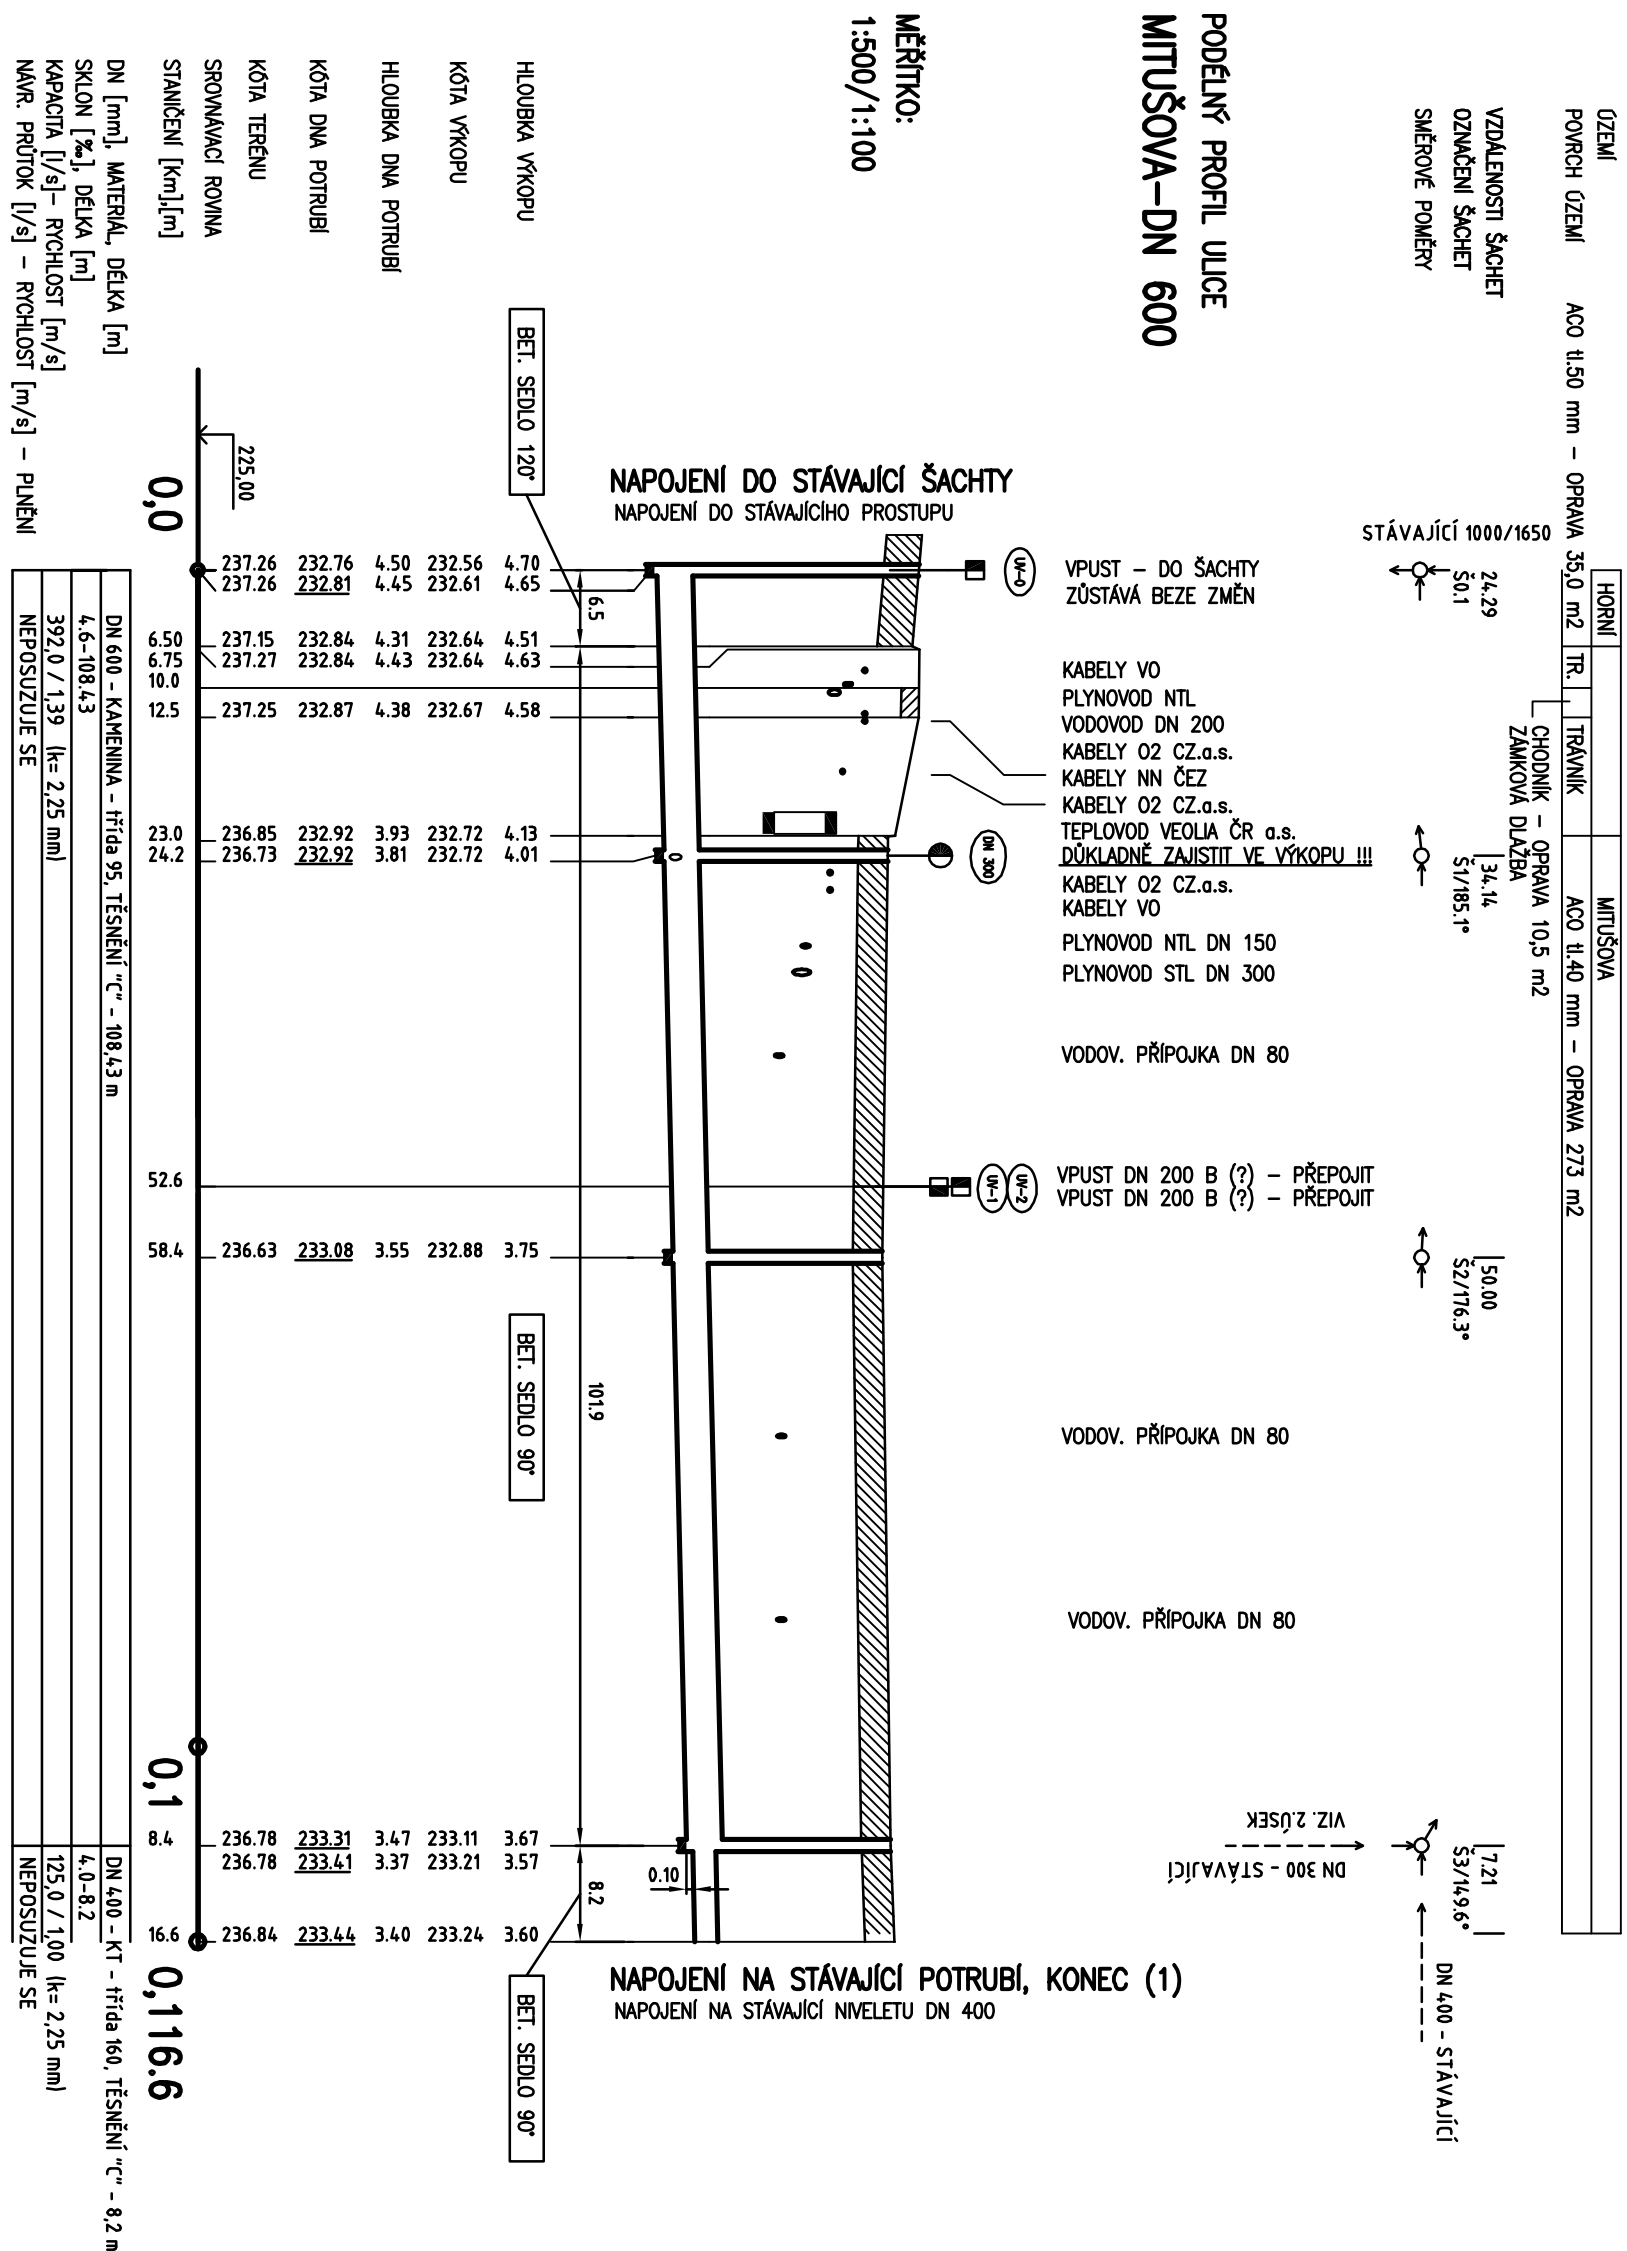 ÚZEMÍ
HORNÍ
MITUŠOVA
POVRCH ÚZEMÍ
ACO tl.50 mm - OPRAVA 35,0 m2
TR.
TRÁVNÍK
ACO tl.40 mm - OPRAVA 273 m2
CHODNÍK - OPRAVA 10,5 m2
ZÁMKOVÁ DLAŽBA
VZDÁLENOSTI ŠACHET
24.29
34.14
50.00
7.21
OZNAČENÍ ŠACHET
Š0.1
Š1/185.1°
Š2/176.3°
Š3/149.6°
SMĚROVÉ POMĚRY
STÁVAJÍCÍ 1000/1650
DN 400 - STÁVAJÍCÍ
DN 300 - STÁVAJÍCÍ
VIZ. 2.ÚSEK
PODÉLNÝ PROFIL ULICE
MITUŠOVA-DN 600
MĚŘÍTKO:
1:500/1:100
VPUST - DO ŠACHTY
ZŮSTÁVÁ BEZE ZMĚN
KABELY VO
PLYNOVOD NTL
VODOVOD DN 200
KABELY O2 CZ.a.s.
KABELY NN ČEZ
KABELY O2 CZ.a.s.
TEPLOVOD VEOLIA ČR a.s.
DŮKLADNĚ ZAJISTIT VE VÝKOPU !!!
KABELY O2 CZ.a.s.
KABELY VO
PLYNOVOD NTL DN 150
PLYNOVOD STL DN 300
VODOV. PŘÍPOJKA DN 80
VPUST DN 200 B (?) - PŘEPOJIT
VPUST DN 200 B (?) - PŘEPOJIT
VODOV. PŘÍPOJKA DN 80
VODOV. PŘÍPOJKA DN 80
UV-0
DN 300
UV-2
UV-1
NAPOJENÍ DO STÁVAJÍCÍ ŠACHTY
NAPOJENÍ DO STÁVAJÍCÍHO PROSTUPU
NAPOJENÍ NA STÁVAJÍCÍ POTRUBÍ, KONEC (1)
NAPOJENÍ NA STÁVAJÍCÍ NIVELETU DN 400
0.10
6.5
101.9
8.2
BET. SEDLO 120°
BET. SEDLO 90°
BET. SEDLO 90°
HLOUBKA VÝKOPU
4.70
4.65
4.51
4.63
4.58
4.13
4.01
3.75
3.67
3.57
3.60
KÓTA VÝKOPU
232.56
232.61
232.64
232.64
232.67
232.72
232.72
232.88
233.11
233.21
233.24
HLOUBKA DNA POTRUBÍ
4.50
4.45
4.31
4.43
4.38
3.93
3.81
3.55
3.47
3.37
3.40
KÓTA DNA POTRUBÍ
232.76
232.81
232.84
232.84
232.87
232.92
232.92
233.08
233.31
233.41
233.44
KÓTA TERÉNU
237.26
237.26
237.15
237.27
237.25
236.85
236.73
236.63
236.78
236.78
236.84
SROVNÁVACÍ ROVINA
225,00
STANIČENÍ [Km],[m]
0,0
6.50
6.75
10.0
12.5
23.0
24.2
52.6
58.4
0,1
8.4
16.6
0,116.6
DN [mm], MATERIÁL, DÉLKA [m]
DN 600 - KAMENINA - třída 95, TĚSNĚNÍ "C" - 108,43 m
DN 400 - KT - třída 160, TĚSNĚNÍ "C" - 8,2 m
SKLON [‰], DÉLKA [m]
4.6-108.43
4.0-8.2
KAPACITA [l/s]- RYCHLOST [m/s]
392,0 / 1,39 (k= 2,25 mm)
125,0 / 1,00 (k= 2,25 mm)
NÁVR. PRŮTOK [l/s] - RYCHLOST [m/s] - PLNĚNÍ
NEPOSUZUJE SE
NEPOSUZUJE SE